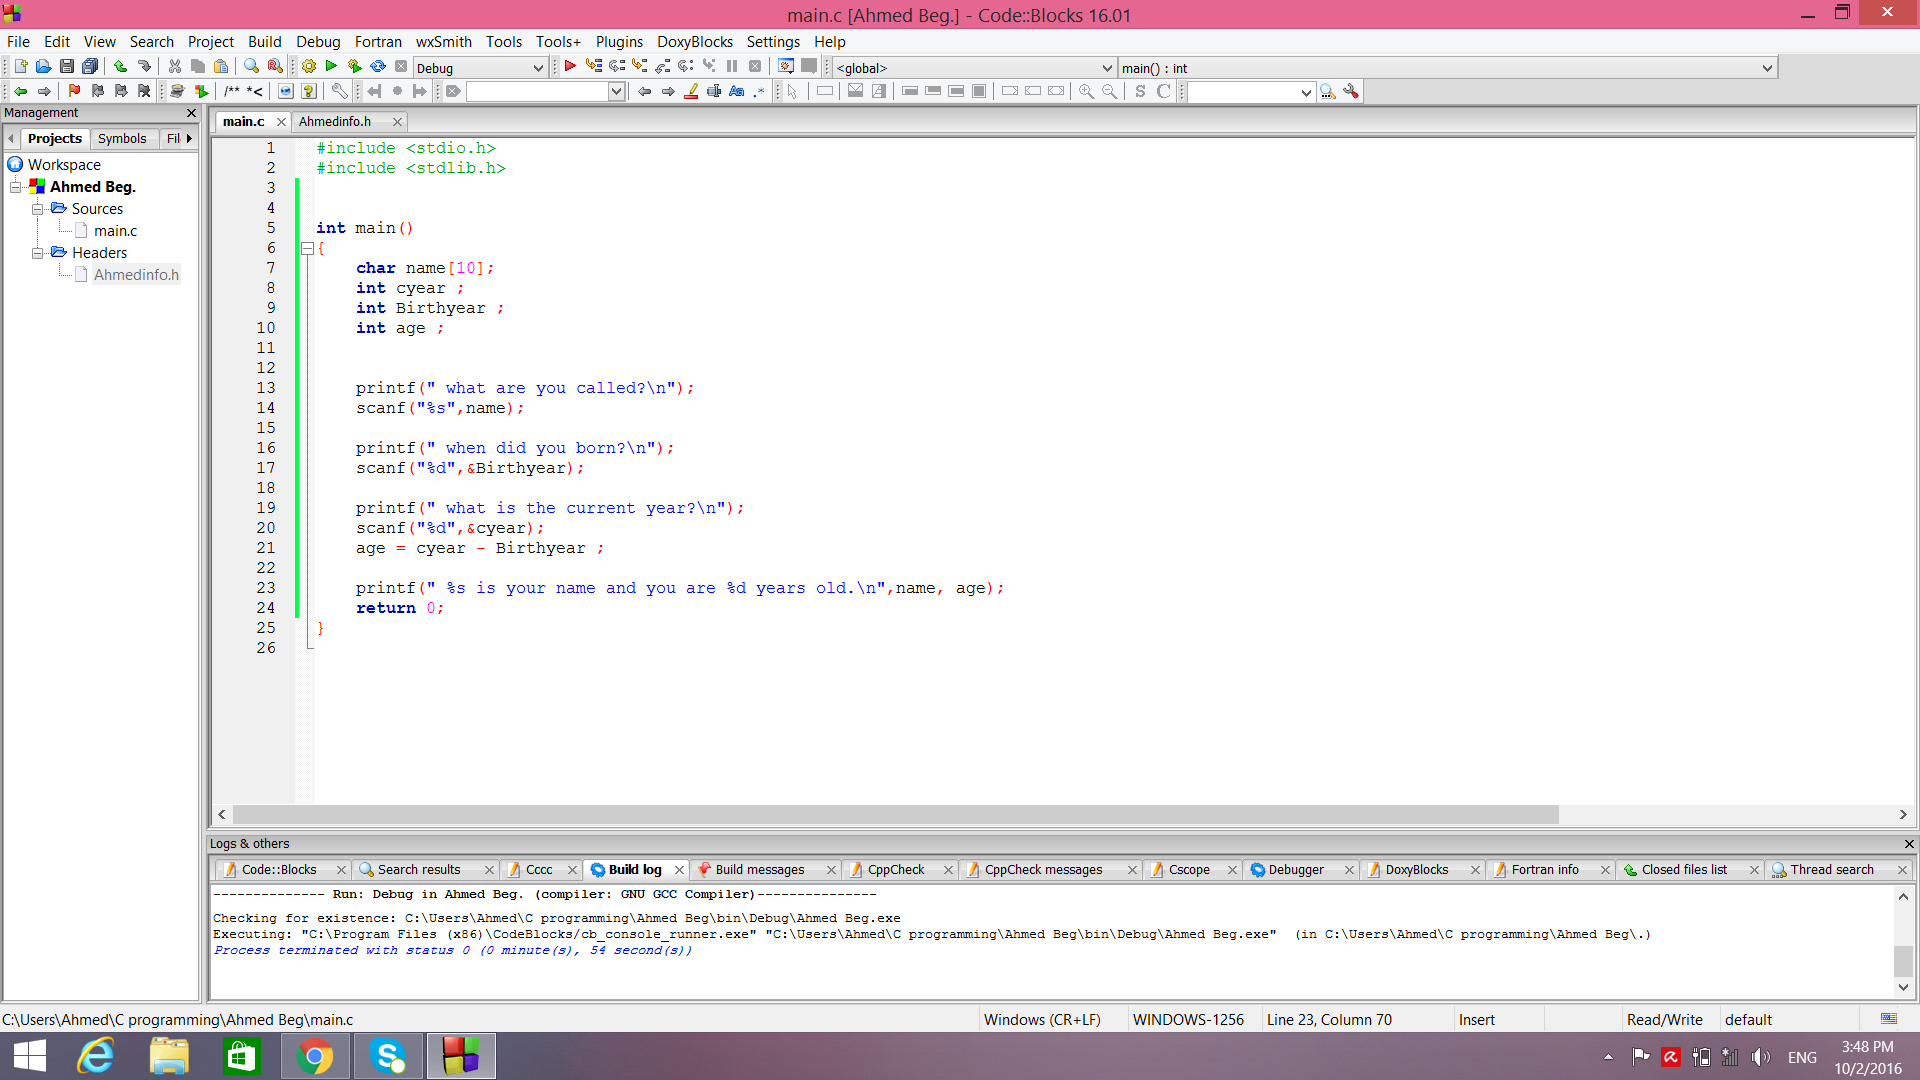 main.c [Ahmed Beg.] - Code::Blocks 16.01
File Edit View Search Project Build Debug Fortran wxSmith Tools Tools+ Plugins DoxyBlocks Settings Help
Debug <global> main() : int
/** *<
S C
Management
Projects Symbols Fil
Workspace
Ahmed Beg.
Sources
main.c
Headers
Ahmedinfo.h
main.c Ahmedinfo.h
1 #include <stdio.h>
2 #include <stdlib.h>
3
4
5 int main()
6 {
7 char name[10];
8 int cyear ;
9 int Birthyear ;
10 int age ;
11
12
13 printf(" what are you called?\n");
14 scanf("%s",name);
15
16 printf(" when did you born?\n");
17 scanf("%d",&Birthyear);
18
19 printf(" what is the current year?\n");
20 scanf("%d",&cyear);
21 age = cyear - Birthyear ;
22
23 printf(" %s is your name and you are %d years old.\n",name, age);
24 return 0;
25 }
26
Logs & others
Code::Blocks Search results Cccc Build log Build messages CppCheck CppCheck messages Cscope Debugger DoxyBlocks Fortran info Closed files list Thread search
-------------- Run: Debug in Ahmed Beg. (compiler: GNU GCC Compiler)---------------
Checking for existence: C:\Users\Ahmed\C programming\Ahmed Beg\bin\Debug\Ahmed Beg.exe
Executing: "C:\Program Files (x86)\CodeBlocks/cb_console_runner.exe" "C:\Users\Ahmed\C programming\Ahmed Beg\bin\Debug\Ahmed Beg.exe"  (in C:\Users\Ahmed\C programming\Ahmed Beg\.)
Process terminated with status 0 (0 minute(s), 54 second(s))
C:\Users\Ahmed\C programming\Ahmed Beg\main.c Windows (CR+LF) WINDOWS-1256 Line 23, Column 70 Insert Read/Write default
ENG
3:48 PM
10/2/2016